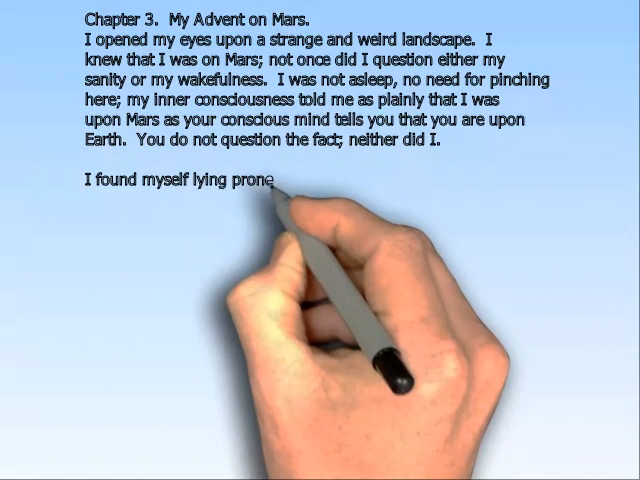 Chapter 3.  My Advent on Mars.
I opened my eyes upon a strange and weird landscape.  I
knew that I was on Mars; not once did I question either my
sanity or my wakefulness.  I was not asleep, no need for pinching
here; my inner consciousness told me as plainly that I was
upon Mars as your conscious mind tells you that you are upon
Earth.  You do not question the fact; neither did I.
I found myself lying prone